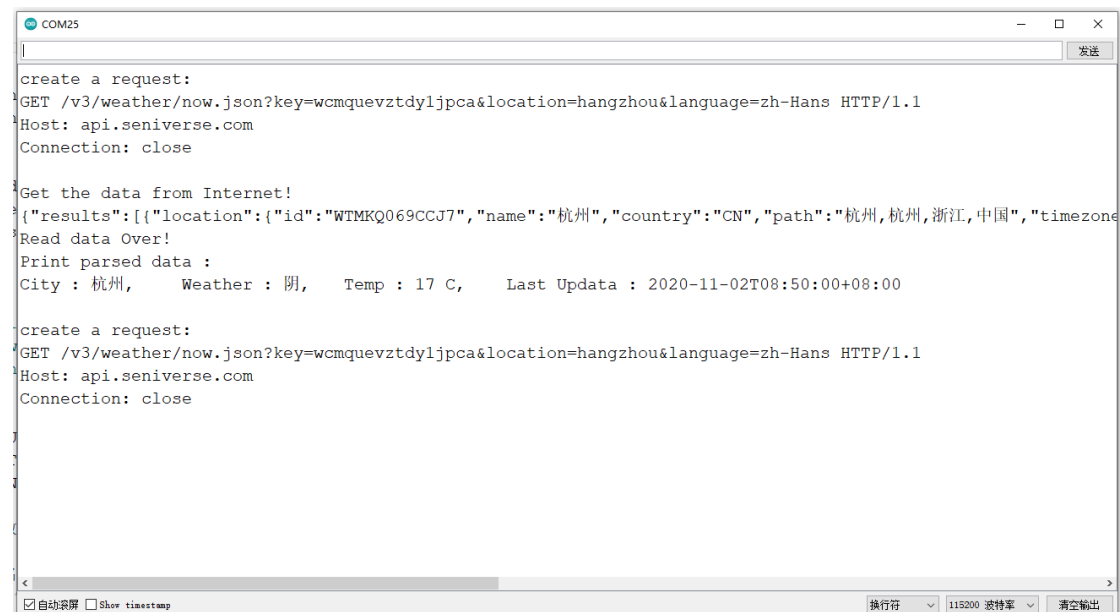 COM25
发送
create a request:
GET /v3/weather/now.json?key=wcmquevztdy1jpca&location=hangzhou&language=zh-Hans HTTP/1.1
Host: api.seniverse.com
Connection: close
Get the data from Internet!
{"results":[{"location":{"id":"WTMKQ069CCJ7","name":"杭州","country":"CN","path":"杭州,杭州,浙江,中国","timezone
Read data Over!
Print parsed data :
City : 杭州, Weather : 阴, Temp : 17 C, Last Updata : 2020-11-02T08:50:00+08:00
create a request:
GET /v3/weather/now.json?key=wcmquevztdy1jpca&location=hangzhou&language=zh-Hans HTTP/1.1
Host: api.seniverse.com
Connection: close
自动滚屏 Show timestamp 换行符 115200 波特率 清空输出